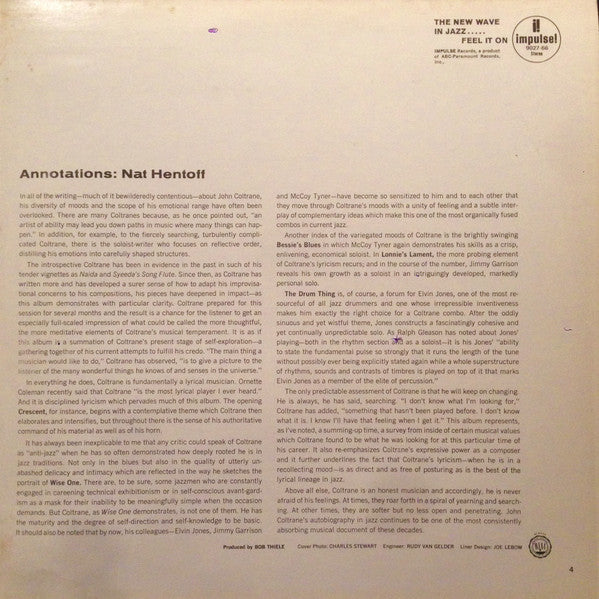 THE NEW WAVE
IN JAZZ.....
FEEL IT ON
IMPULSE Records, a product
of ABC-Paramount Records,
Inc.,
impulse!
9027-66
Stereo
Annotations: Nat Hentoff
In all of the writing—much of it bewilderedly contentious—about John Coltrane,
his diversity of moods and the scope of his emotional range have often been
overlooked. There are many Coltranes because, as he once pointed out, "an
artist of ability may lead you down paths in music where many things can hap-
pen." In addition, for example, to the fiercely searching, turbulently compli-
cated Coltrane, there is the soloist-writer who focuses on reflective order,
distilling his emotions into carefully shaped structures.
The introspective Coltrane has been in evidence in the past in such of his
tender vignettes as Naida and Syeeda's Song Flute. Since then, as Coltrane has
written more and has developed a surer sense of how to adapt his improvisa-
tional concerns to his compositions, his pieces have deepened in impact—as
this album demonstrates with particular clarity. Coltrane prepared for this
session for several months and the result is a chance for the listener to get an
especially full-scaled impression of what could be called the more thoughtful,
the more meditative elements of Coltrane's musical temperament. It is as if
this album is a summation of Coltrane's present stage of self-exploration—a
gathering together of his current attempts to fulfill his credo. "The main thing a
musician would like to do," Coltrane has observed, "is to give a picture to the
listener of the many wonderful things he knows of and senses in the universe."
In everything he does, Coltrane is fundamentally a lyrical musician. Ornette
Coleman recently said that Coltrane "is the most lyrical player I ever heard."
And it is disciplined lyricism which pervades much of this album. The opening
Crescent, for instance, begins with a contemplative theme which Coltrane then
elaborates and intensifies, but throughout there is the sense of his authoritative
command of his material as well as of his horn.
It has always been inexplicable to me that any critic could speak of Coltrane
as "anti-jazz" when he has so often demonstrated how deeply rooted he is in
jazz traditions. Not only in the blues but also in the quality of utterly un-
abashed delicacy and intimacy which are reflected in the way he sketches the
portrait of Wise One. There are, to be sure, some jazzmen who are constantly
engaged in careening technical exhibitionism or in self-conscious avant-gard-
ism as a mask for their inability to be meaningfully simple when the occasion
demands. But Coltrane, as Wise One demonstrates, is not one of them. He has
the maturity and the degree of self-direction and self-knowledge to be basic.
It should also be noted that by now, his colleagues—Elvin Jones, Jimmy Garrison
and McCoy Tyner—have become so sensitized to him and to each other that
they move through Coltrane's moods with a unity of feeling and a subtle inter-
play of complementary ideas which make this one of the most organically fused
combos in current jazz.
Another index of the variegated moods of Coltrane is the brightly swinging
Bessie's Blues in which McCoy Tyner again demonstrates his skills as a crisp,
enlivening, economical soloist. In Lonnie's Lament, the more probing element
of Coltrane's lyricism recurs; and in the course of the number, Jimmy Garrison
reveals his own growth as a soloist in an intriguingly developed, markedly
personal solo.
The Drum Thing is, of course, a forum for Elvin Jones, one of the most re-
sourceful of all jazz drummers and one whose irrepressible inventiveness
makes him exactly the right choice for a Coltrane combo. After the oddly
sinuous and yet wistful theme, Jones constructs a fascinatingly cohesive and
yet continually unpredictable solo. As Ralph Gleason has noted about Jones'
playing—both in the rhythm section and as a soloist—it is his Jones' "ability
to state the fundamental pulse so strongly that it runs the length of the tune
without possibly ever being explicitly stated again while a whole superstructure
of rhythms, sounds and contrasts of timbres is played on top of it that marks
Elvin Jones as a member of the elite of percussion."
The only predictable assessment of Coltrane is that he will keep on changing.
He is always, he has said, searching. "I don't know what I'm looking for,"
Coltrane has added, "something that hasn't been played before. I don't know
what it is. I know I'll have that feeling when I get it." This album represents,
as I've noted, a summing-up time, a survey from inside of certain musical values
which Coltrane found to be what he was looking for at this particular time of
his career. It also re-emphasizes Coltrane's expressive power as a composer
and it further underlines the fact that Coltrane's lyricism—when he is in a
recollecting mood—is as direct and as free of posturing as is the best of the
lyrical lineage in jazz.
Above all else, Coltrane is an honest musician and accordingly, he is never
afraid of his feelings. At times, they roar forth in a spiral of yearning and search-
ing. At other times, they are softer but no less open and penetrating. John
Coltrane's autobiography in jazz continues to be one of the most consistently
absorbing musical documents of these decades.
Produced by BOB THIELE Cover Photo: CHARLES STEWART Engineer: RUDY VAN GELDER Liner Design: JOE LEBOW
4